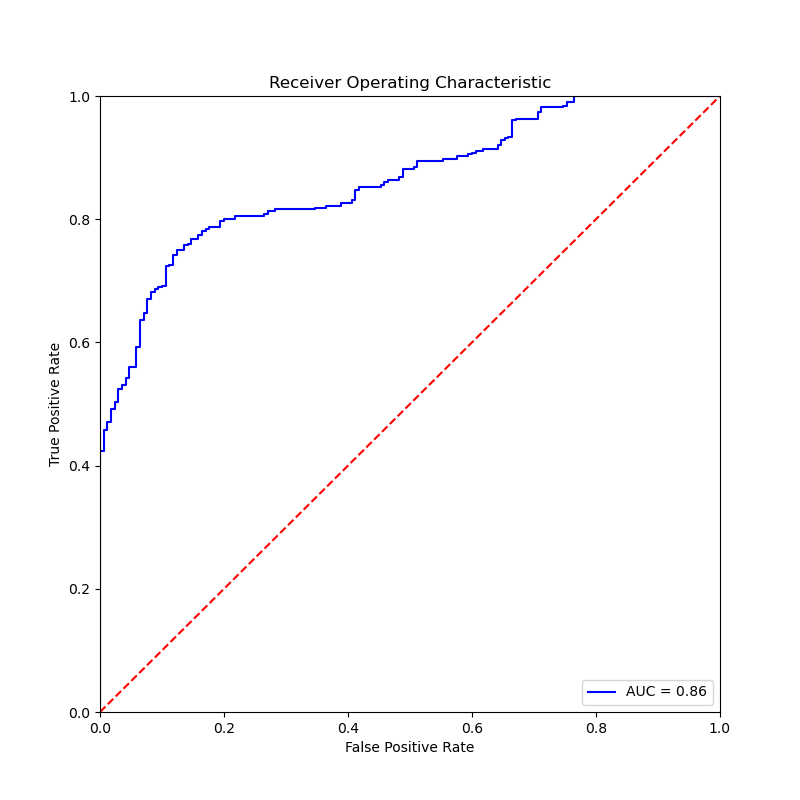 Receiver Operating Characteristic
1.0
0.8
0.6
0.4
0.2
0.0
True Positive Rate
AUC = 0.86
0.0 0.2 0.4 0.6 0.8 1.0
False Positive Rate